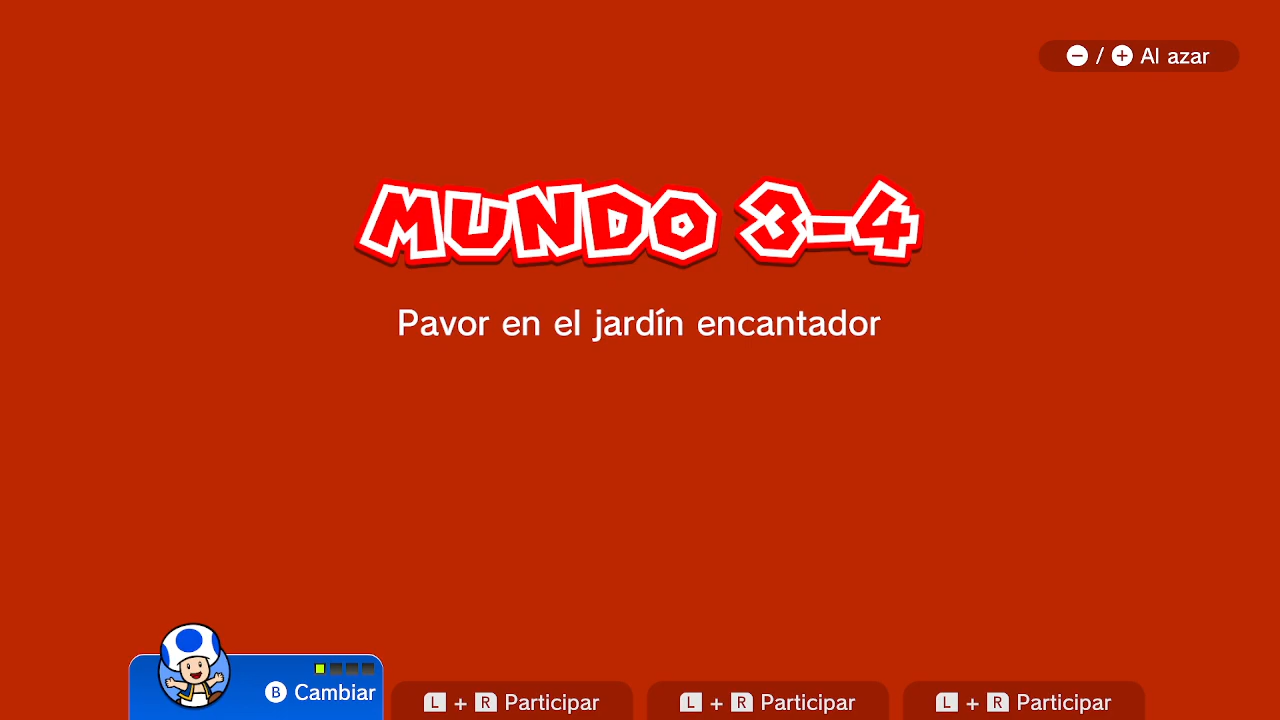 - / + Al azar
MUNDO 3-4
Pavor en el jardín encantador
B Cambiar
L + R Participar
L + R Participar
L + R Participar